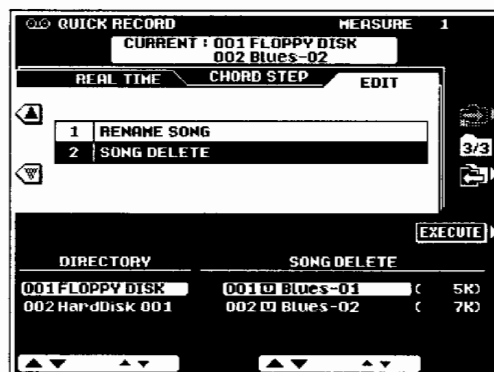 QUICK RECORD MEASURE 1
CURRENT : 001 FLOPPY DISK
002 Blues-02
REAL TIME CHORD STEP EDIT
1 RENAME SONG
2 SONG DELETE
3/3
EXECUTE
DIRECTORY SONG DELETE
001 FLOPPY DISK 001 Blues-01 ( 5K)
002 HardDisk 001 002 Blues-02 ( 7K)